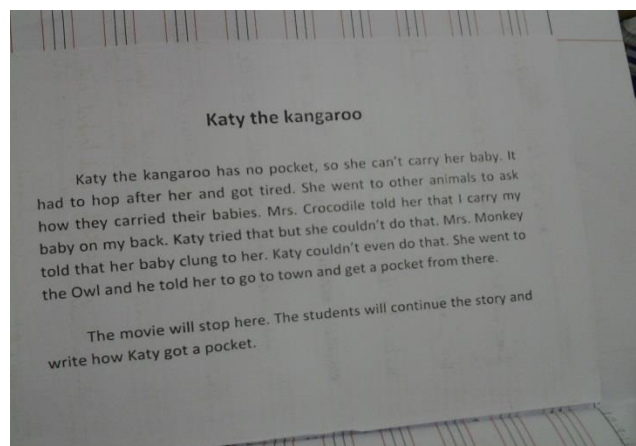 Katy the kangaroo
Katy the kangaroo has no pocket, so she can't carry her baby. It
had to hop after her and got tired. She went to other animals to ask
how they carried their babies. Mrs. Crocodile told her that I carry my
baby on my back. Katy tried that but she couldn't do that. Mrs. Monkey
told that her baby clung to her. Katy couldn't even do that. She went to
the Owl and he told her to go to town and get a pocket from there.
The movie will stop here. The students will continue the story and
write how Katy got a pocket.